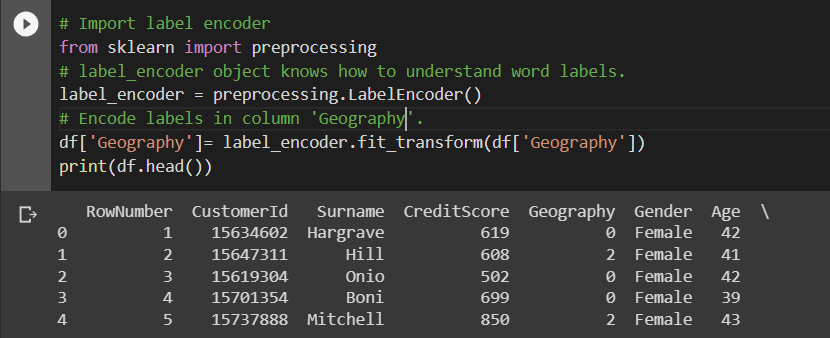 # Import label encoder
from sklearn import preprocessing
# label_encoder object knows how to understand word labels.
label_encoder = preprocessing.LabelEncoder()
# Encode labels in column 'Geography'.
df['Geography']= label_encoder.fit_transform(df['Geography'])
print(df.head())
RowNumber CustomerId Surname CreditScore Geography Gender Age \
0 1 15634602 Hargrave 619 0 Female 42
1 2 15647311 Hill 608 2 Female 41
2 3 15619304 Onio 502 0 Female 42
3 4 15701354 Boni 699 0 Female 39
4 5 15737888 Mitchell 850 2 Female 43